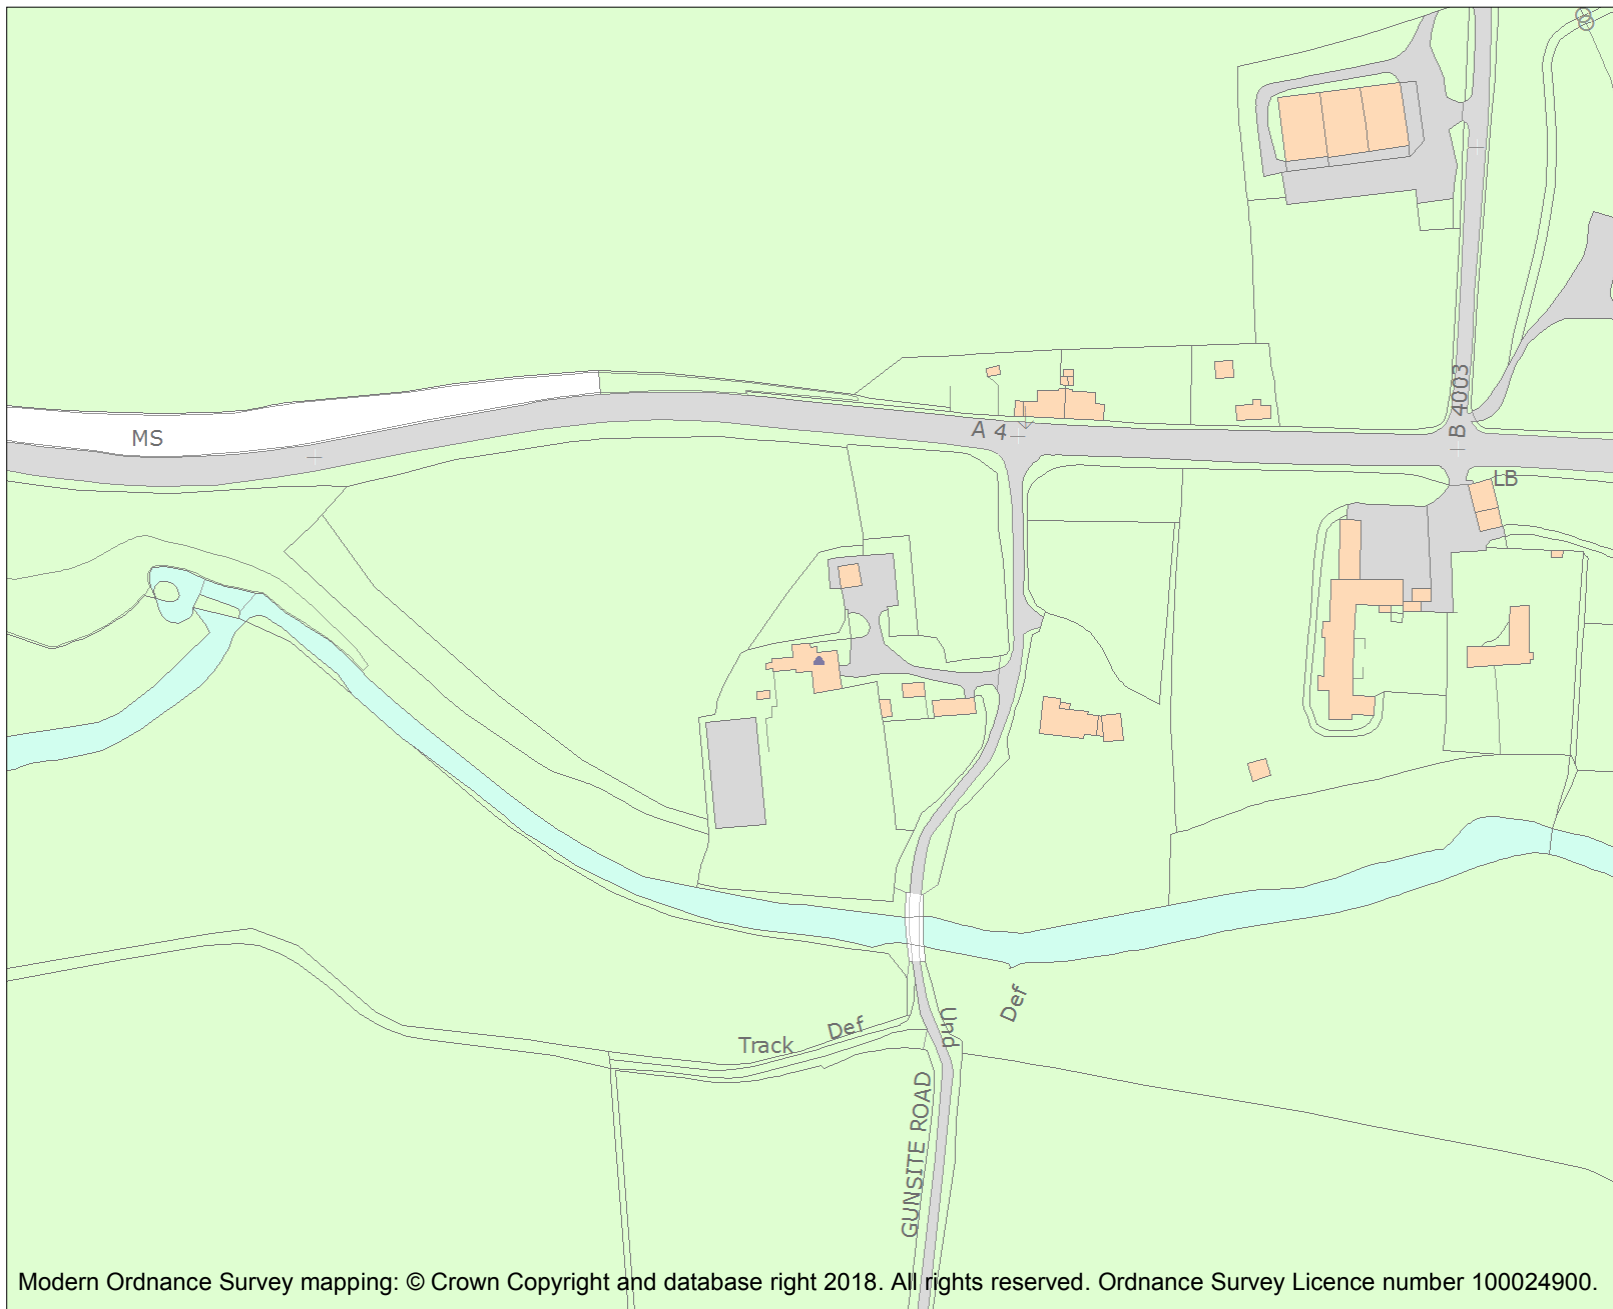 B 4003
MS
A 4
LB
Def
Und
Def
Track
GUNSITE ROAD
Modern Ordnance Survey mapping: © Crown Copyright and database right 2018. All rights reserved. Ordnance Survey Licence number 100024900.